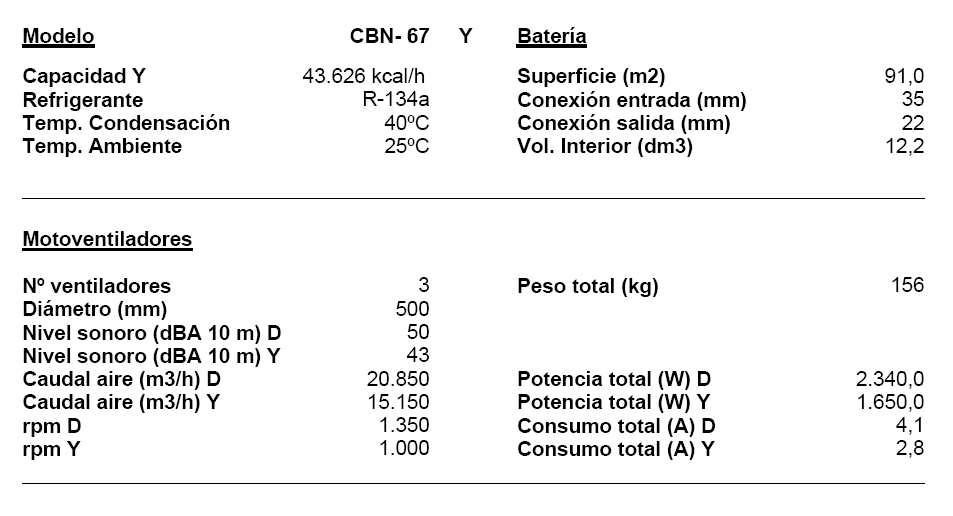 Modelo CBN- 67 Y Batería
Capacidad Y 43.626 kcal/h Superficie (m2) 91,0
Refrigerante R-134a Conexión entrada (mm) 35
Temp. Condensación 40ºC Conexión salida (mm) 22
Temp. Ambiente 25ºC Vol. Interior (dm3) 12,2
Motoventiladores
Nº ventiladores 3 Peso total (kg) 156
Diámetro (mm) 500
Nivel sonoro (dBA 10 m) D 50
Nivel sonoro (dBA 10 m) Y 43
Caudal aire (m3/h) D 20.850 Potencia total (W) D 2.340,0
Caudal aire (m3/h) Y 15.150 Potencia total (W) Y 1.650,0
rpm D 1.350 Consumo total (A) D 4,1
rpm Y 1.000 Consumo total (A) Y 2,8